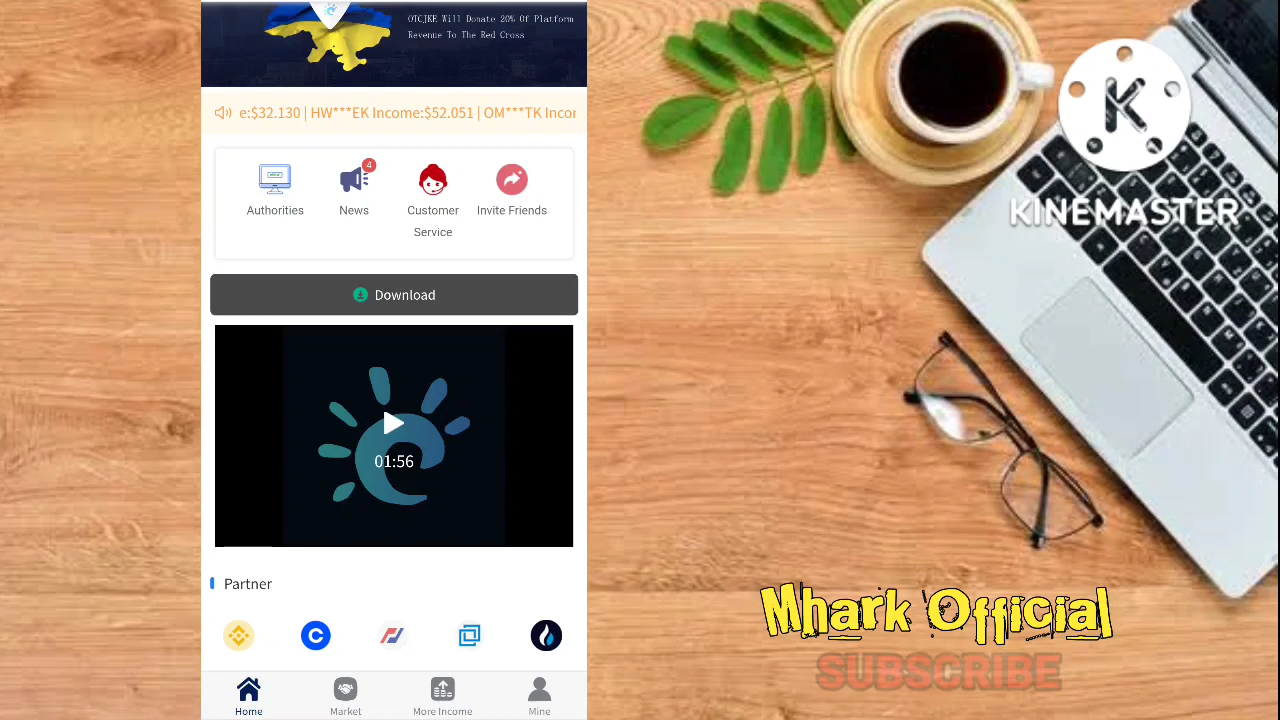 OTCJKE Will Donate 20% Of Platform
Revenue To The Red Cross
e:$32.130 | HW***EK Income:$52.051 | OM***TK Incor
4
Authorities
News
Customer
Service
Invite Friends
Download
01:56
Partner
Home
Market
More Income
Mine
K
KINEMASTER
Mhark Official
SUBSCRIBE